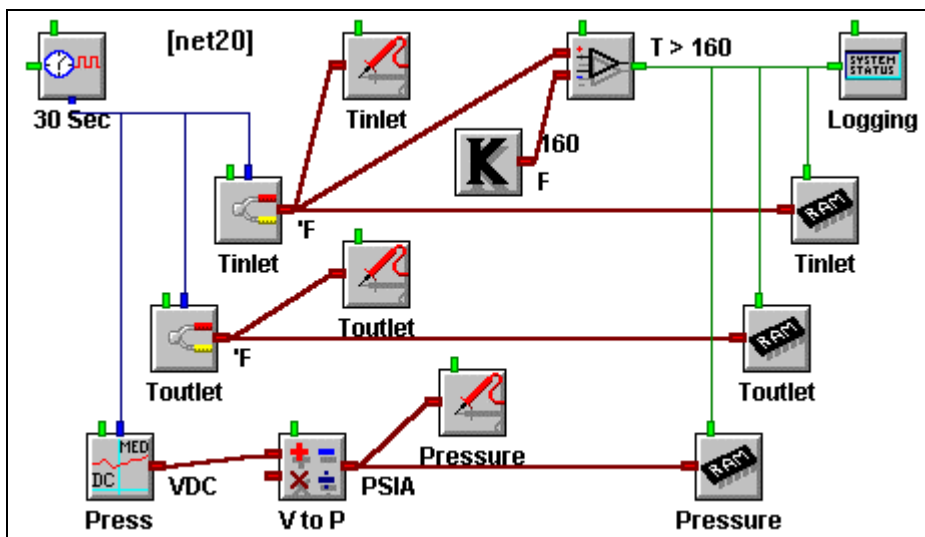 [net20]
T > 160
SYSTEM
STATUS
30 Sec
Tinlet
Logging
K
160
F
RAM
'F
Tinlet
Tinlet
Toutlet
RAM
'F
Toutlet
Toutlet
MED
DC
VDC
Pressure
PSIA
RAM
Press
V to P
Pressure